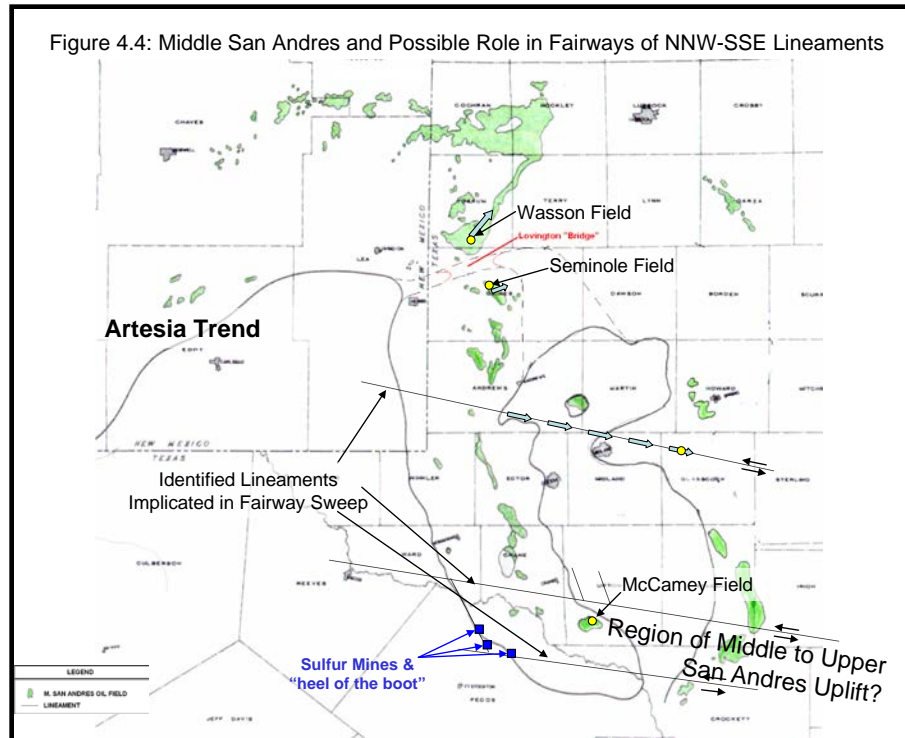 Figure 4.4: Middle San Andres and Possible Role in Fairways of NNW-SSE Lineaments
COCHRAN
HOCKLEY
LUBBOCK
CROSBY
CHAVES
YOAKUM
TERRY
LYNN
GARZA
Wasson Field
Lovington "Bridge"
NEW MEXICO
TEXAS
LEA
Seminole Field
GAINES
DAWSON
BORDEN
Artesia Trend
EDDY
ANDREWS
MARTIN
HOWARD
NEW MEXICO
TEXAS
Identified Lineaments
Implicated in Fairway Sweep
WINKLER
ECTOR
MIDLAND
GLASSCOCK
STERLING
CULBERSON
REEVES
WARD
CRANE
McCamey Field
Region of Middle to Upper
San Andres Uplift?
Sulfur Mines &
"heel of the boot"
PECOS
CROCKETT
JEFF DAVIS
LEGEND
M. SAN ANDRES OIL FIELD
LINEAMENT